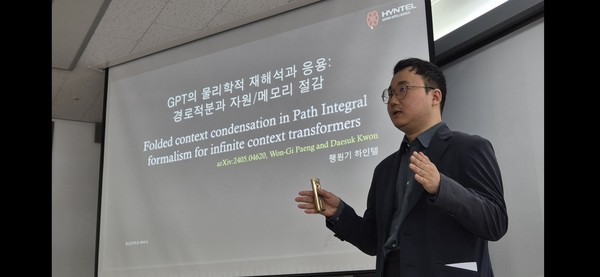 HYNTEL
GPT의 물리학적 재해석과 응용:
경로적분과 자원/메모리 절감
Folded context condensation in Path Integral
formalism for infinite context transformers
arXiv:2405.04620, Won-Gi Paeng and Daesuk Kwon
팽원기 하인텔